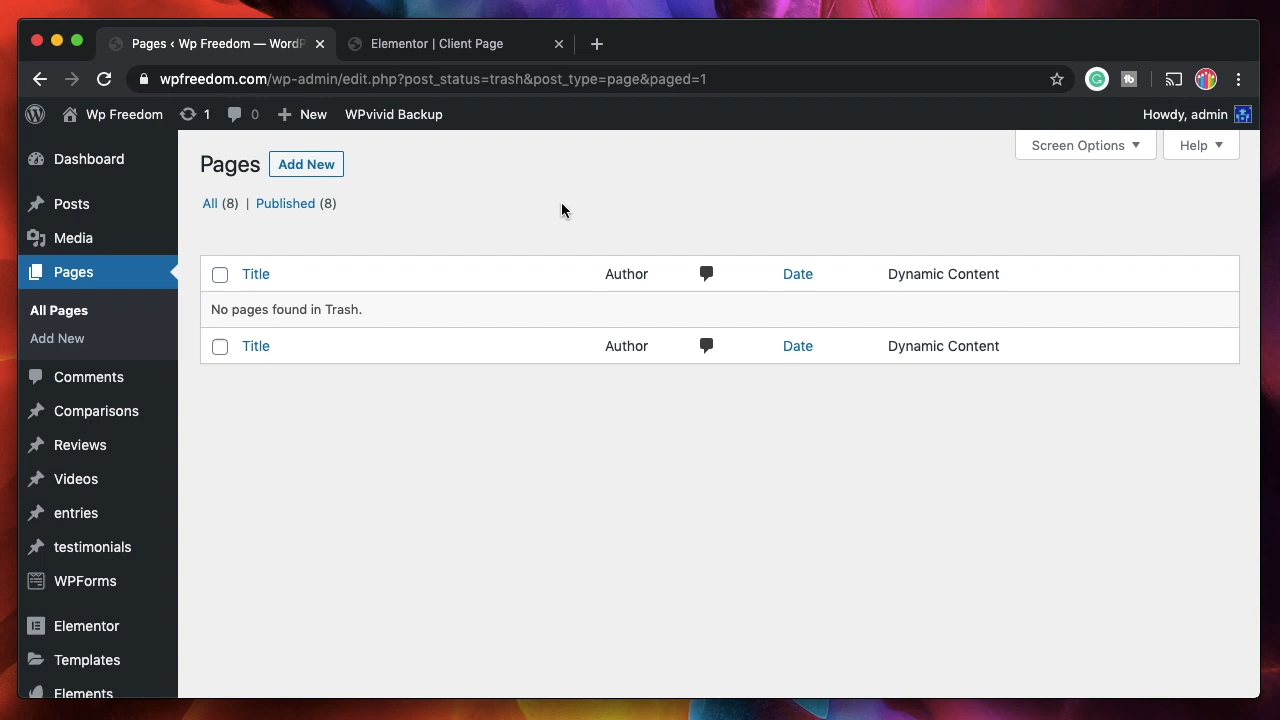 Pages ‹ Wp Freedom — WordP
Elementor | Client Page
wpfreedom.com/wp-admin/edit.php?post_status=trash&post_type=page&paged=1
Wp Freedom 1 0 New WPvivid Backup Howdy, admin
Screen Options Help
Dashboard
Posts
Media
Pages
All Pages
Add New
Comments
Comparisons
Reviews
Videos
entries
testimonials
WPForms
Elementor
Templates
Elements
Pages Add New
All (8) | Published (8)
Title Author Date Dynamic Content
No pages found in Trash.
Title Author Date Dynamic Content